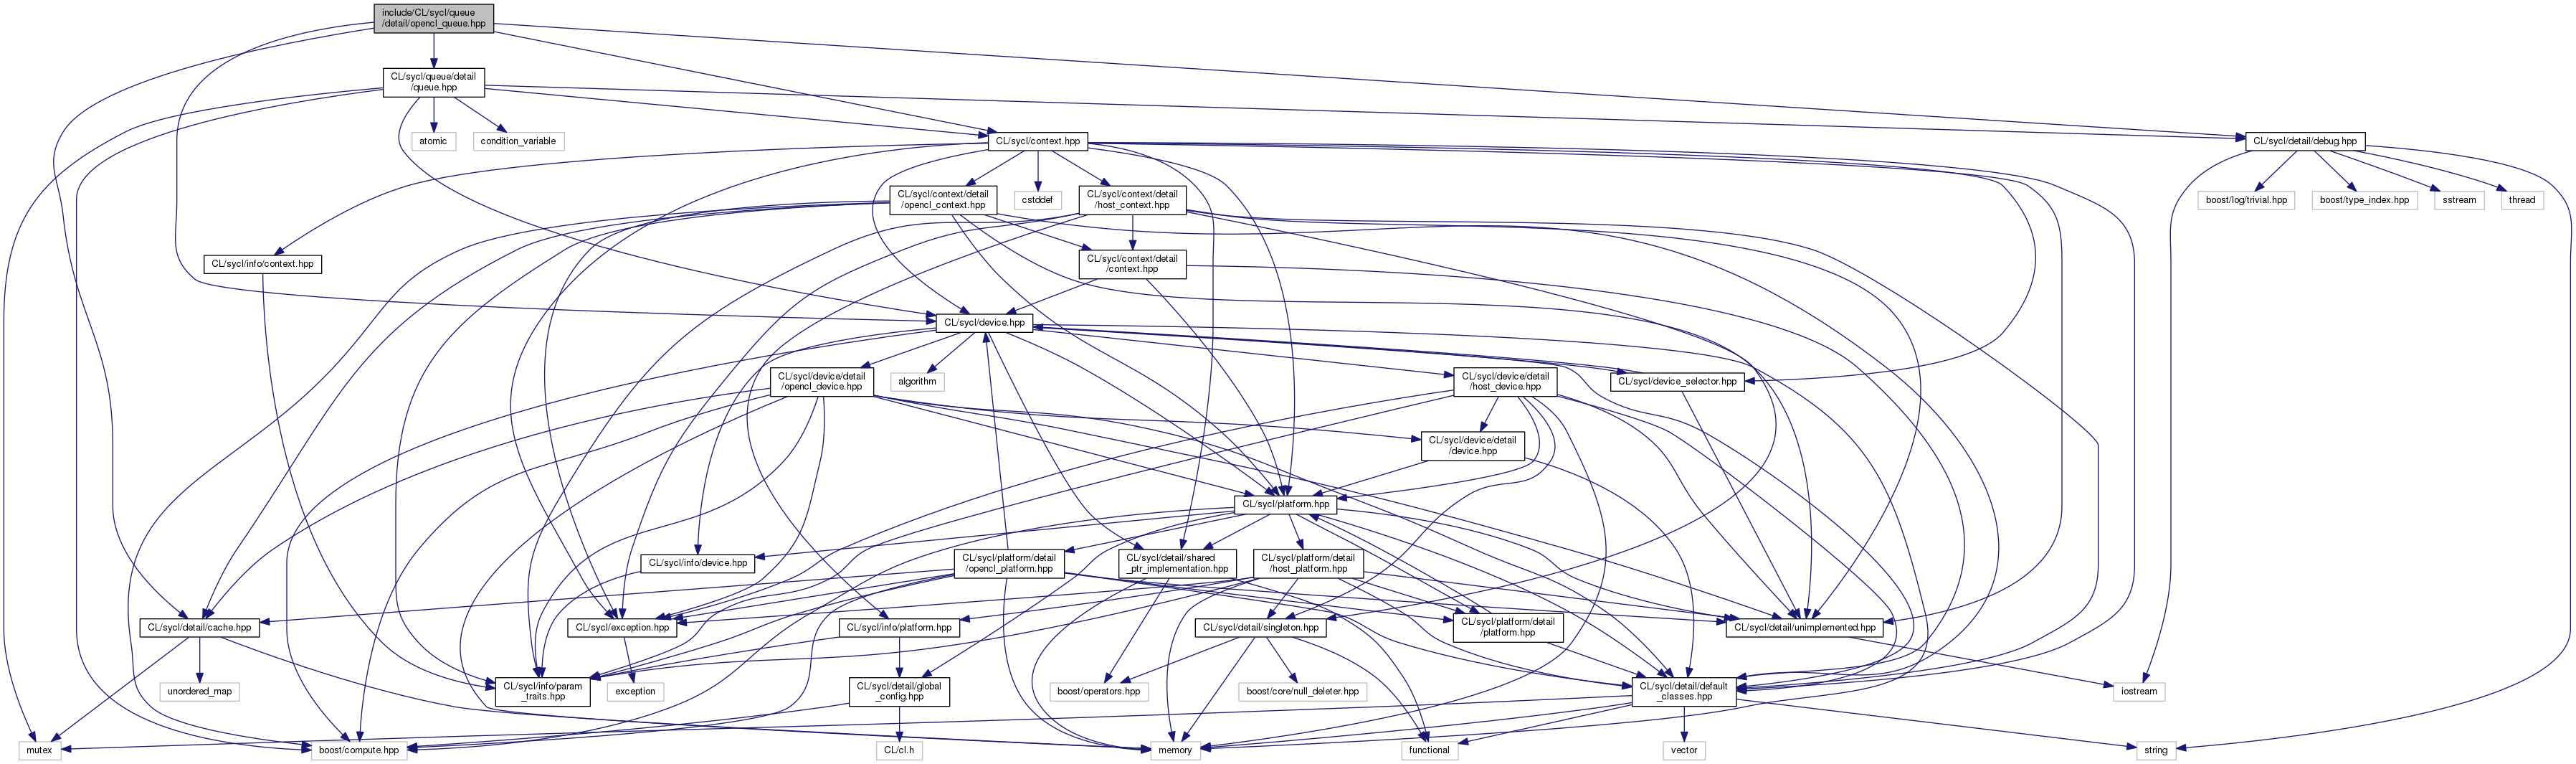 include/CL/sycl/queue
/detail/opencl_queue.hpp
CL/sycl/queue/detail
/queue.hpp
atomic
condition_variable
CL/sycl/context.hpp
CL/sycl/detail/debug.hpp
CL/sycl/context/detail
/opencl_context.hpp
cstddef
CL/sycl/context/detail
/host_context.hpp
boost/log/trivial.hpp
boost/type_index.hpp
sstream
thread
CL/sycl/info/context.hpp
CL/sycl/context/detail
/context.hpp
CL/sycl/device.hpp
CL/sycl/device/detail
/opencl_device.hpp
algorithm
CL/sycl/device/detail
/host_device.hpp
CL/sycl/device_selector.hpp
CL/sycl/device/detail
/device.hpp
CL/sycl/platform.hpp
CL/sycl/info/device.hpp
CL/sycl/platform/detail
/opencl_platform.hpp
CL/sycl/detail/shared
_ptr_implementation.hpp
CL/sycl/platform/detail
/host_platform.hpp
CL/sycl/detail/cache.hpp
CL/sycl/exception.hpp
CL/sycl/info/platform.hpp
CL/sycl/detail/singleton.hpp
CL/sycl/platform/detail
/platform.hpp
CL/sycl/detail/unimplemented.hpp
unordered_map
CL/sycl/info/param
_traits.hpp
exception
CL/sycl/detail/global
_config.hpp
boost/operators.hpp
boost/core/null_deleter.hpp
CL/sycl/detail/default
_classes.hpp
iostream
mutex
boost/compute.hpp
CL/cl.h
memory
functional
vector
string